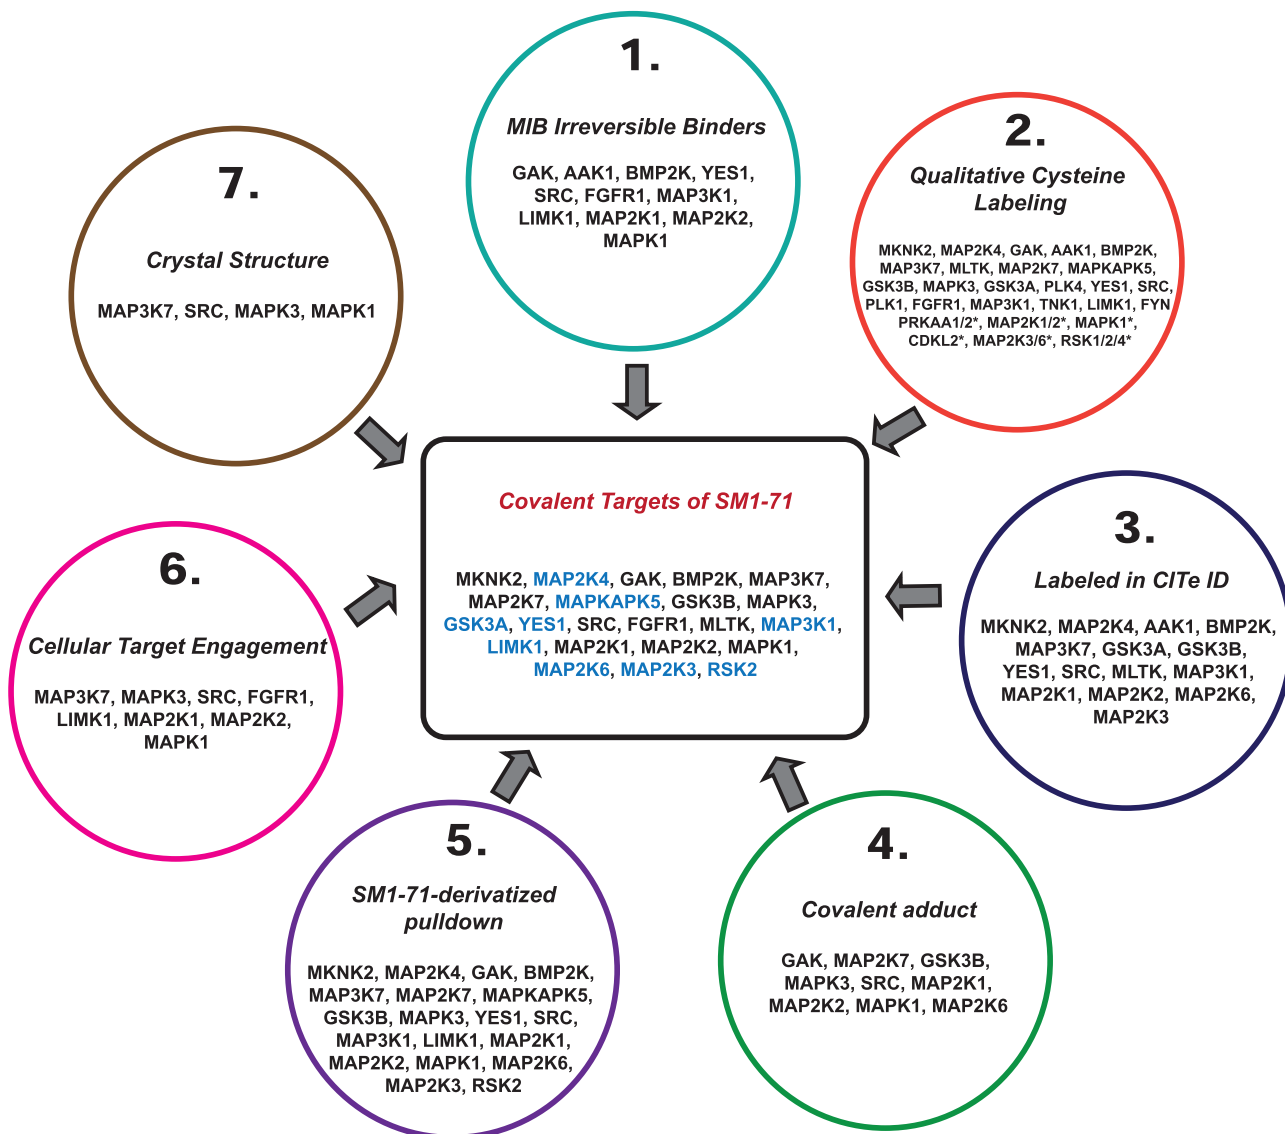 1.
MIB Irreversible Binders
GAK, AAK1, BMP2K, YES1,
SRC, FGFR1, MAP3K1,
LIMK1, MAP2K1, MAP2K2,
MAPK1
2.
Qualitative Cysteine
Labeling
MKNK2, MAP2K4, GAK, AAK1, BMP2K,
MAP3K7, MLTK, MAP2K7, MAPKAPK5,
GSK3B, MAPK3, GSK3A, PLK4, YES1, SRC,
PLK1, FGFR1, MAP3K1, TNK1, LIMK1, FYN
PRKAA1/2*, MAP2K1/2*, MAPK1*,
CDKL2*, MAP2K3/6*, RSK1/2/4*
3.
Labeled in CITe ID
MKNK2, MAP2K4, AAK1, BMP2K,
MAP3K7, GSK3A, GSK3B,
YES1, SRC, MLTK, MAP3K1,
MAP2K1, MAP2K2, MAP2K6,
MAP2K3
4.
Covalent adduct
GAK, MAP2K7, GSK3B,
MAPK3, SRC, MAP2K1,
MAP2K2, MAPK1, MAP2K6
5.
SM1-71-derivatized
pulldown
MKNK2, MAP2K4, GAK, BMP2K,
MAP3K7, MAP2K7, MAPKAPK5,
GSK3B, MAPK3, YES1, SRC,
MAP3K1, LIMK1, MAP2K1,
MAP2K2, MAPK1, MAP2K6,
MAP2K3, RSK2
6.
Cellular Target Engagement
MAP3K7, MAPK3, SRC, FGFR1,
LIMK1, MAP2K1, MAP2K2,
MAPK1
7.
Crystal Structure
MAP3K7, SRC, MAPK3, MAPK1
Covalent Targets of SM1-71
MKNK2, MAP2K4, GAK, BMP2K, MAP3K7,
MAP2K7, MAPKAPK5, GSK3B, MAPK3,
GSK3A, YES1, SRC, FGFR1, MLTK, MAP3K1,
LIMK1, MAP2K1, MAP2K2, MAPK1,
MAP2K6, MAP2K3, RSK2